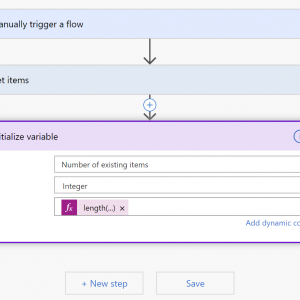 anually trigger a flow
et items
itialize variable
Number of existing items
Integer
fx length(...) ×
Add dynamic co
+ New step Save